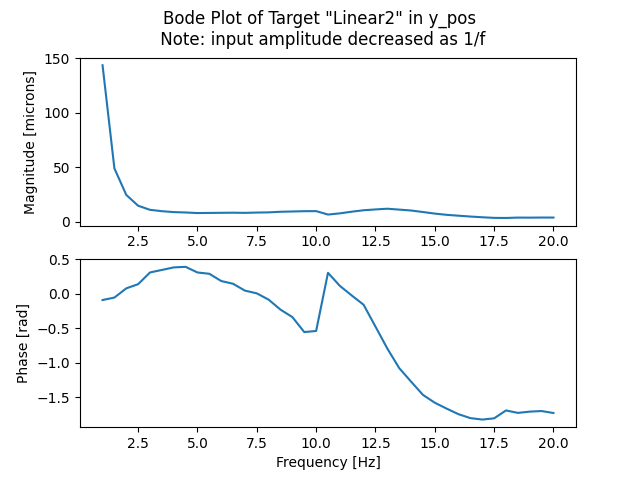 Bode Plot of Target "Linear2" in y_pos
Note: input amplitude decreased as 1/f
Magnitude [microns]
150
100
50
0
2.5 5.0 7.5 10.0 12.5 15.0 17.5 20.0
Phase [rad]
0.5
0.0
−0.5
−1.0
−1.5
2.5 5.0 7.5 10.0 12.5 15.0 17.5 20.0
Frequency [Hz]